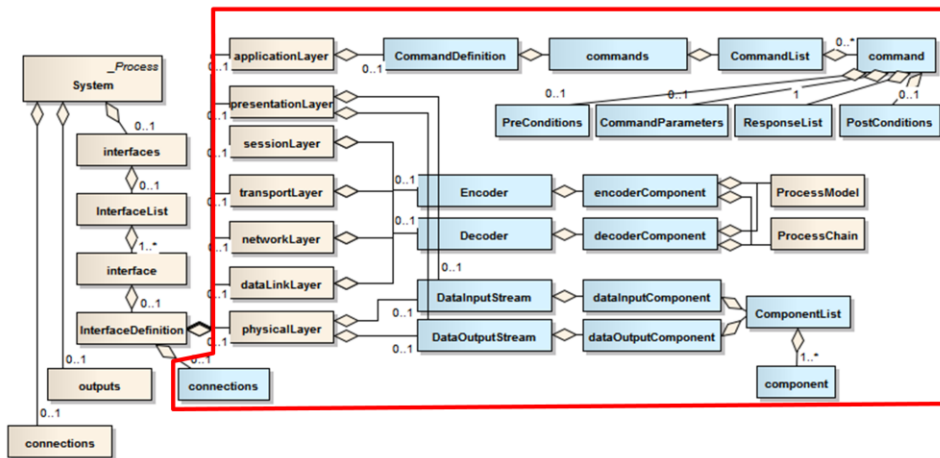 _Process
System
0..1
0..1
0..1
interfaces
0..1
InterfaceList
1..*
interface
0..1
InterfaceDefinition
0..1
outputs
connections
connections
0..1
applicationLayer
0..1
CommandDefinition
commands
CommandList
0..*
command
0..1
0..1
1
0..1
PreConditions
CommandParameters
ResponseList
PostConditions
0..1
presentationLayer
0..1
sessionLayer
0..1
transportLayer
0..1
Encoder
encoderComponent
ProcessModel
0..1
networkLayer
0..1
Decoder
decoderComponent
ProcessChain
0..1
dataLinkLayer
0..1
DataInputStream
dataInputComponent
0..1
physicalLayer
0..1
DataOutputStream
dataOutputComponent
0..1
ComponentList
1..*
component